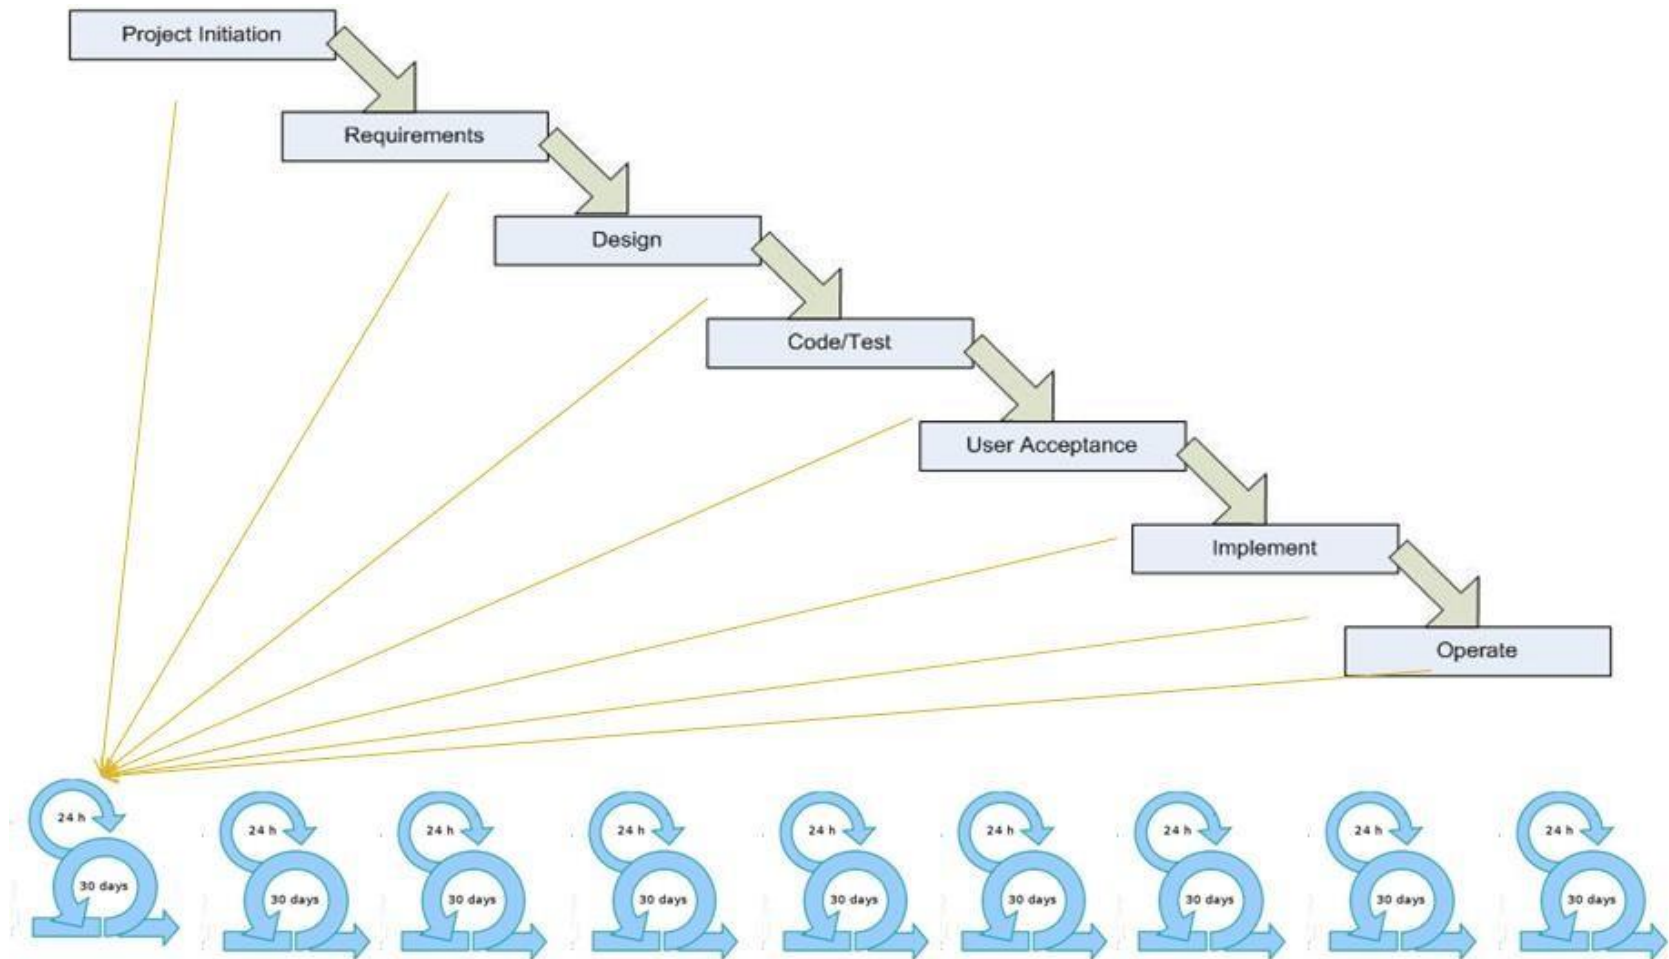 Project Initiation
Requirements
Design
Code/Test
User Acceptance
Implement
Operate
24 h
30 days
24 h
30 days
24 h
30 days
24 h
30 days
24 h
30 days
24 h
30 days
24 h
30 days
24 h
30 days
24 h
30 days